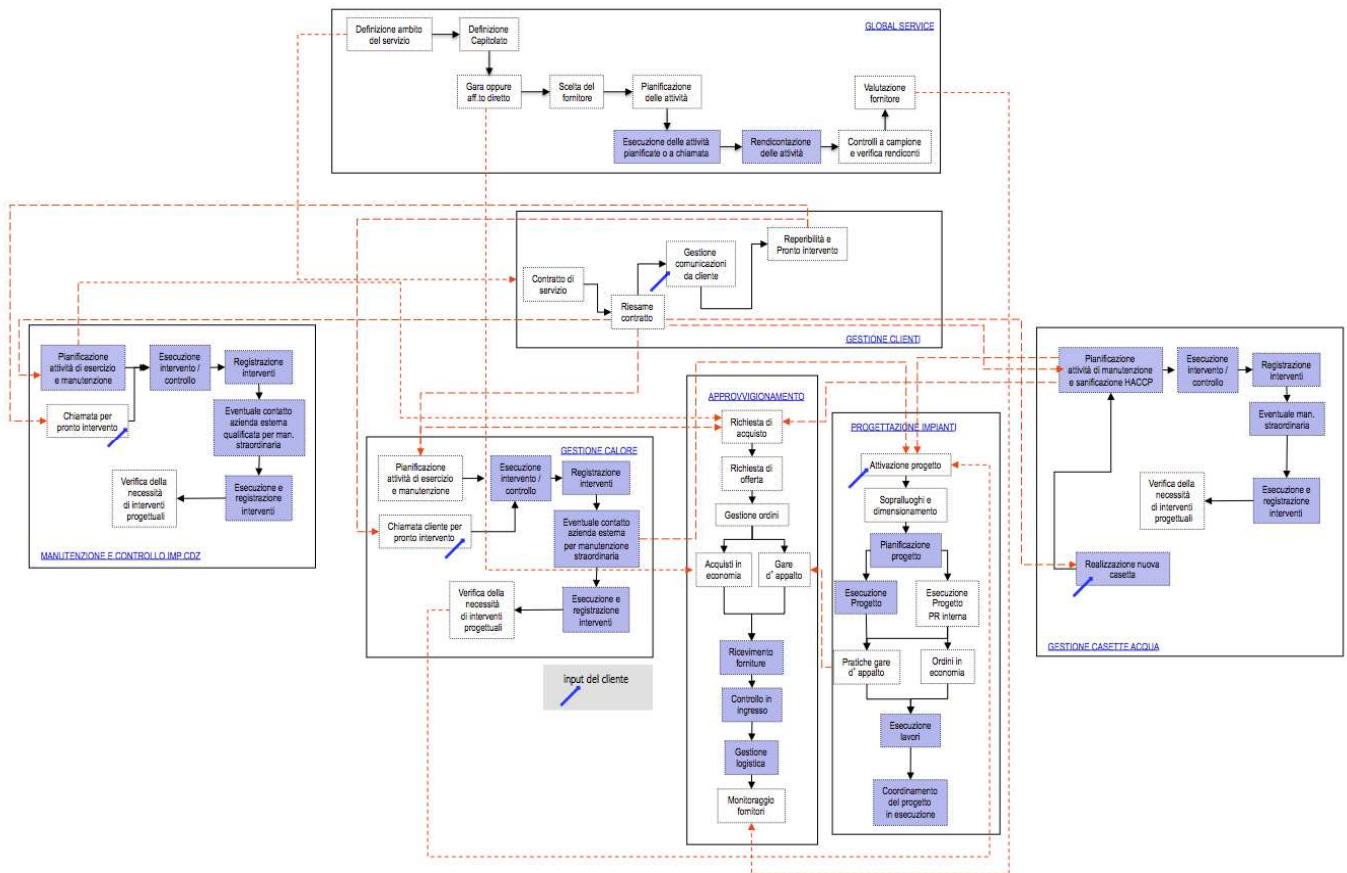 GLOBAL SERVICE
Definizione ambito
del servizio
Definizione
Capitolato
Gara oppure
aff.to diretto
Scelta del
fornitore
Pianificazione
delle attività
Valutazione
fornitore
Esecuzione delle attività
pianificate o a chiamata
Rendicontazione
delle attività
Controlli a campione
e verifica rendiconti
Reperibilità e
Pronto intervento
Gestione
comunicazioni
da cliente
Contratto di
servizio
Riesame
contratto
GESTIONE CLIENTI
Pianificazione
attività di esercizio
e manutenzione
Esecuzione
intervento /
controllo
Registrazione
interventi
Chiamata per
pronto intervento
Eventuale contatto
azienda esterna
qualificata per man.
straordinaria
Verifica della
necessità
di interventi
progettuali
Esecuzione e
registrazione
interventi
MANUTENZIONE E CONTROLLO IMP.CDZ
GESTIONE CALORE
Pianificazione
attività di esercizio
e manutenzione
Esecuzione
intervento /
controllo
Registrazione
interventi
Chiamata cliente per
pronto intervento
Eventuale contatto
azienda esterna
per manutenzione
straordinaria
Verifica della
necessità
di interventi
progettuali
Esecuzione e
registrazione
interventi
input del cliente
APPROVVIGIONAMENTO
Richiesta di
acquisto
Richiesta di
offerta
Gestione ordini
Acquisti in
economia
Gare
d' appalto
Ricevimento
forniture
Controllo in
ingresso
Gestione
logistica
Monitoraggio
fornitori
PROGETTAZIONE IMPIANTI
Attivazione progetto
Sopralluoghi e
dimensionamento
Pianificazione
progetto
Esecuzione
Progetto
Esecuzione
Progetto
PR interna
Pratiche gare
d' appalto
Ordini in
economia
Esecuzione
lavori
Coordinamento
del progetto
in esecuzione
Pianificazione
attività di manutenzione
e sanificazione HACCP
Esecuzione
intervento /
controllo
Registrazione
interventi
Eventuale man.
straordinaria
Verifica della
necessità
di interventi
progettuali
Esecuzione e
registrazione
interventi
Realizzazione nuova
casetta
GESTIONE CASETTE ACQUA